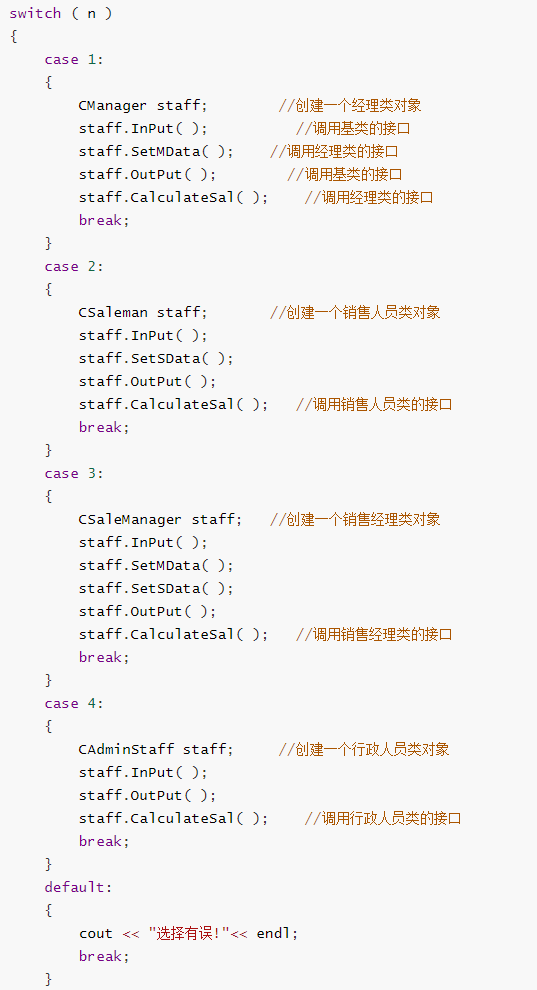 switch ( n )
{
    case 1:
    {
        CManager staff;        //创建一个经理类对象
        staff.InPut( );          //调用基类的接口
        staff.SetMData( );    //调用经理类的接口
        staff.OutPut( );        //调用基类的接口
        staff.CalculateSal( );    //调用经理类的接口
        break;
    }
    case 2:
    {
        CSaleman staff;       //创建一个销售人员类对象
        staff.InPut( );
        staff.SetSData( );
        staff.OutPut( );
        staff.CalculateSal( );   //调用销售人员类的接口
        break;
    }
    case 3:
    {
        CSaleManager staff;   //创建一个销售经理类对象
        staff.InPut( );
        staff.SetMData( );
        staff.SetSData( );
        staff.OutPut( );
        staff.CalculateSal( );   //调用销售经理类的接口
        break;
    }
    case 4:
    {
        CAdminStaff staff;     //创建一个行政人员类对象
        staff.InPut( );
        staff.OutPut( );
        staff.CalculateSal( );    //调用行政人员类的接口
        break;
    }
    default:
    {
        cout << "选择有误!"<< endl;
        break;
    }